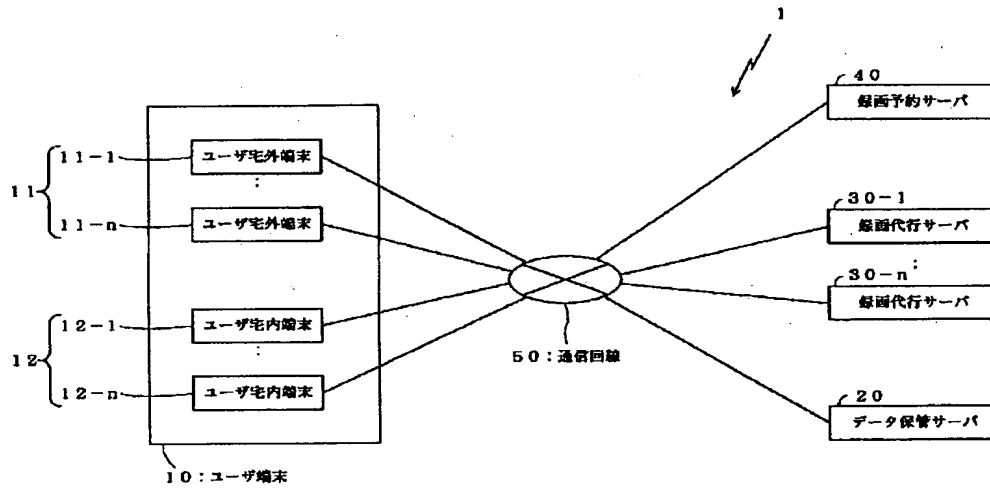 1
40
録画予約サーバ
11
11-1
ユーザ宅外端末
:
11-n
ユーザ宅外端末
30-1
録画代行サーバ
:
30-n
録画代行サーバ
12
12-1
ユーザ宅内端末
:
12-n
ユーザ宅内端末
50:通信回線
20
データ保管サーバ
10:ユーザ端末